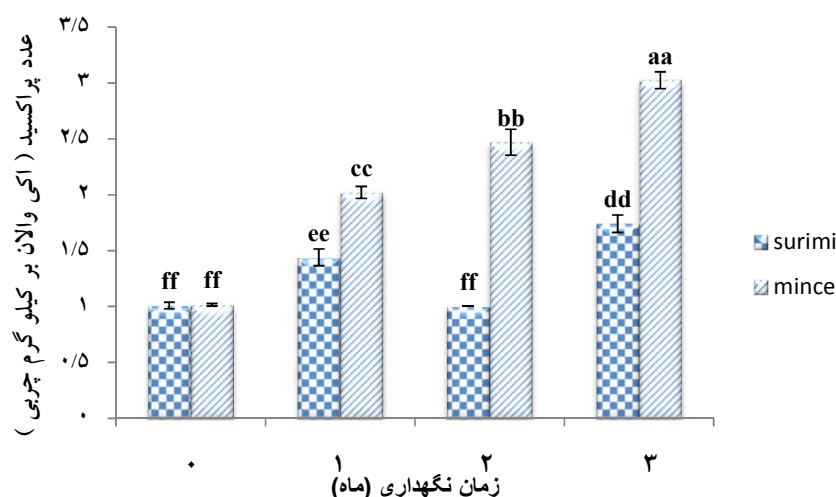 عدد پراکسید ( اکی والان بر کیلو گرم چربی )
۳/۵
۳
۲/۵
۲
۱/۵
۱
۰/۵
۰
ff
ff
ee
cc
ff
bb
dd
aa
surimi
mince
۰
۱
۲
۳
زمان نگهداری (ماه)